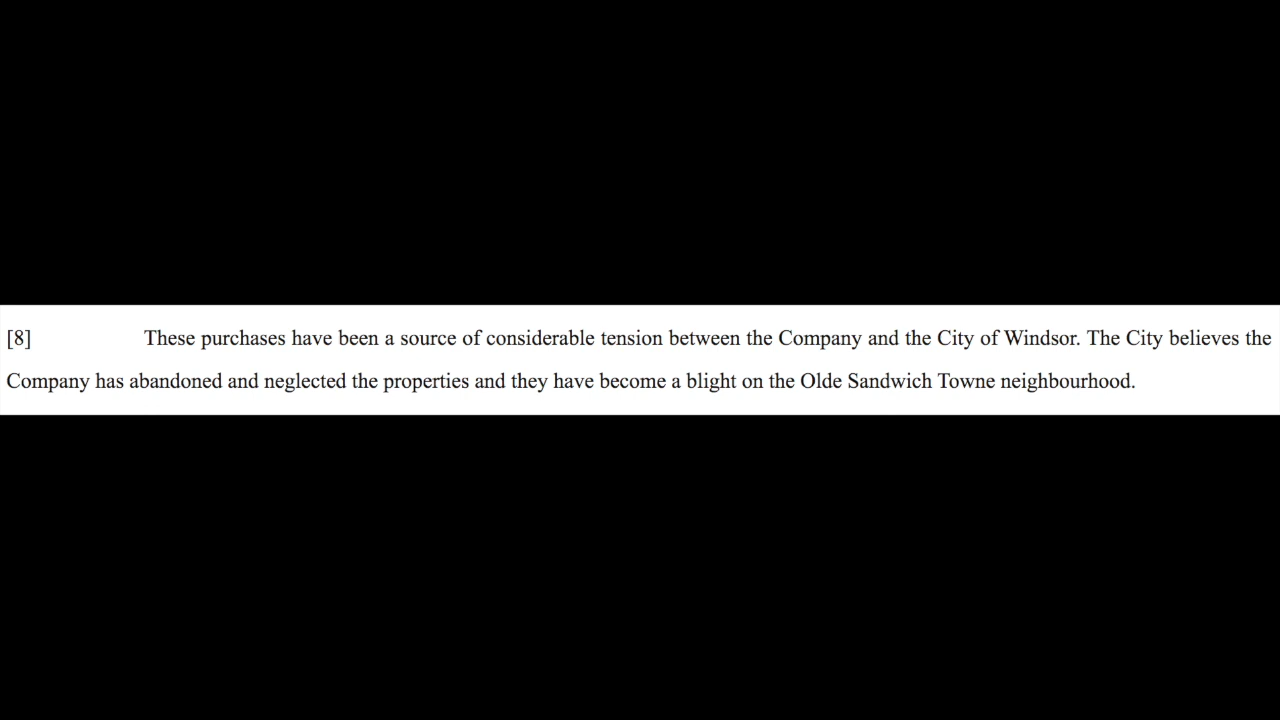 [8] These purchases have been a source of considerable tension between the Company and the City of Windsor. The City believes the
Company has abandoned and neglected the properties and they have become a blight on the Olde Sandwich Towne neighbourhood.